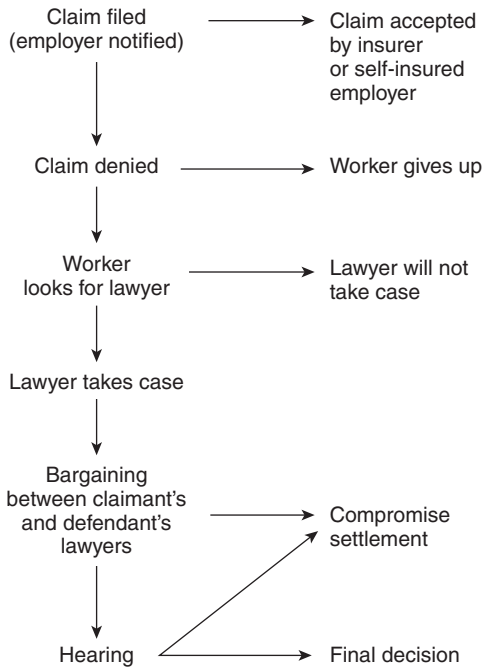 Claim filed
(employer notified)
Claim accepted
by insurer
or self-insured
employer
Claim denied
Worker gives up
Worker
looks for lawyer
Lawyer will not
take case
Lawyer takes case
Bargaining
between claimant's
and defendant's
lawyers
Compromise
settlement
Hearing
Final decision